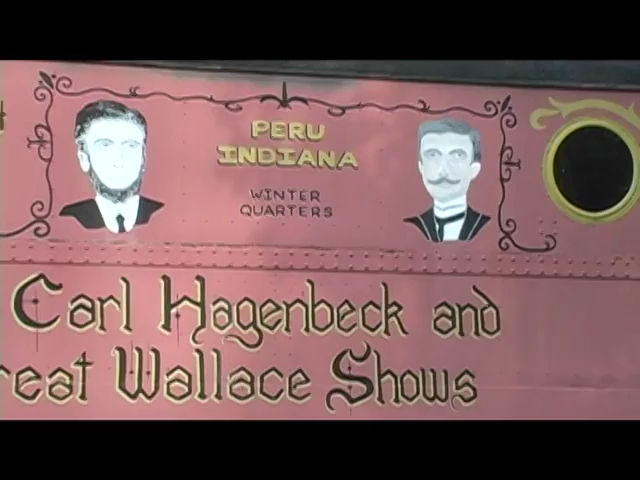 PERU
INDIANA
WINTER
QUARTERS
Carl Hagenbeck and
reat Wallace Shows